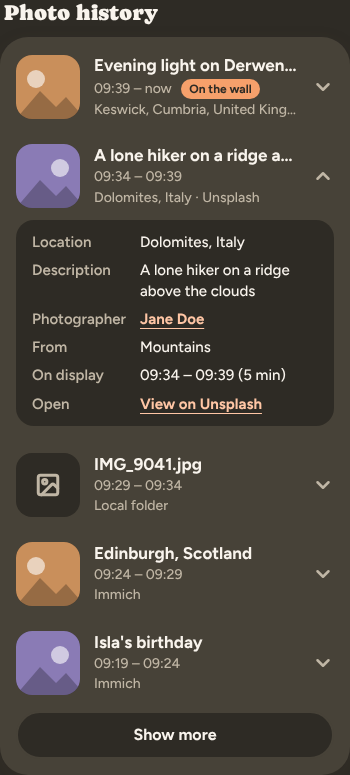 Photo history
Evening light on Derwen...
09:39 – now On the wall
Keswick, Cumbria, United King...
A lone hiker on a ridge a...
09:34 – 09:39
Dolomites, Italy · Unsplash
Location Dolomites, Italy
Description A lone hiker on a ridge
above the clouds
Photographer Jane Doe
From Mountains
On display 09:34 – 09:39 (5 min)
Open View on Unsplash
IMG_9041.jpg
09:29 – 09:34
Local folder
Edinburgh, Scotland
09:24 – 09:29
Immich
Isla's birthday
09:19 – 09:24
Immich
Show more